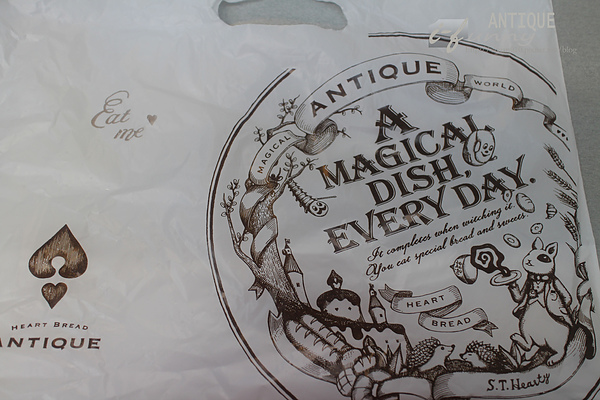 ANTIQUE
blog
Eat
me
HEART BREAD
ANTIQUE
MAGICAL
ANTIQUE
WORLD
A
MAGICAL
DISH,
EVERY DAY.
It completes when witching it.
You eat special bread and sweets.
HEART
BREAD
S.T.Hearty